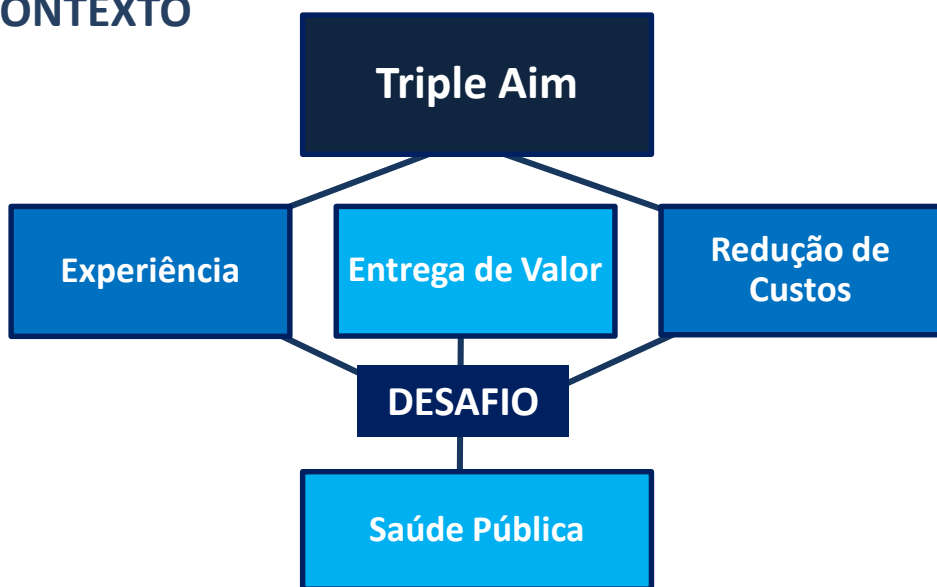 ONTEXTO
Triple Aim
Experiência
Entrega de Valor
Redução de
Custos
DESAFIO
Saúde Pública